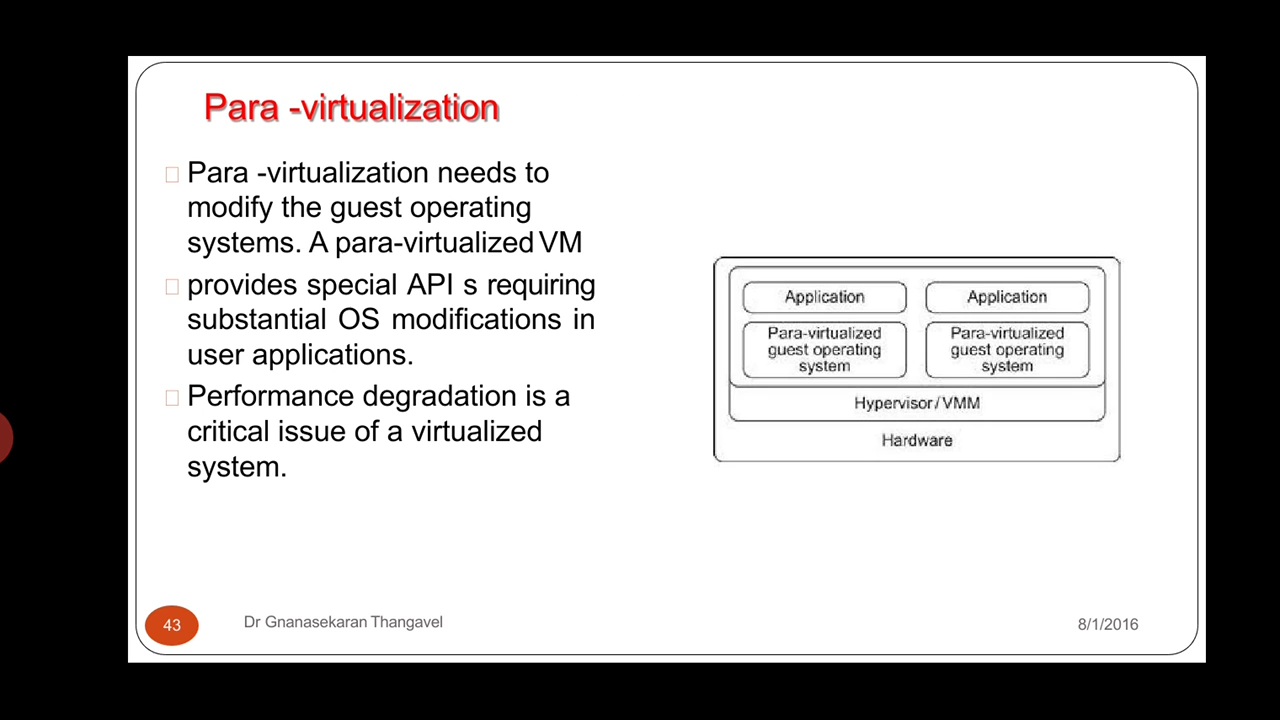 Para -virtualization
Para -virtualization needs to
modify the guest operating
systems. A para-virtualized VM
provides special API s requiring
substantial OS modifications in
user applications.
Performance degradation is a
critical issue of a virtualized
system.
Application
Application
Para-virtualized
guest operating
system
Para-virtualized
guest operating
system
Hypervisor/VMM
Hardware
43
Dr Gnanasekaran Thangavel
8/1/2016